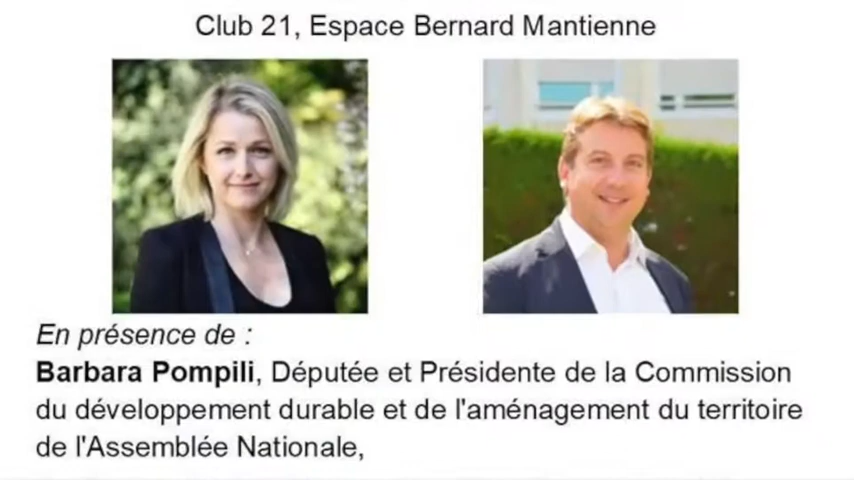 Club 21, Espace Bernard Mantienne
En présence de :
Barbara Pompili, Députée et Présidente de la Commission
du développement durable et de l'aménagement du territoire
de l'Assemblée Nationale,